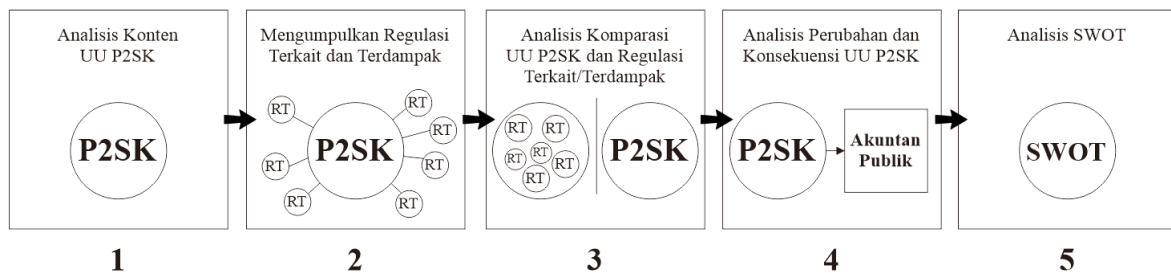 Analisis Konten
UU P2SK
P2SK
1
Mengumpulkan Regulasi
Terkait dan Terdampak
RT
RT
RT
P2SK
RT
RT
RT
RT
2
Analisis Komparasi
UU P2SK dan Regulasi
Terkait/Terdampak
RT
RT
RT
RT
RT
RT
P2SK
3
Analisis Perubahan dan
Konsekuensi UU P2SK
P2SK
Akuntan
Publik
4
Analisis SWOT
SWOT
5